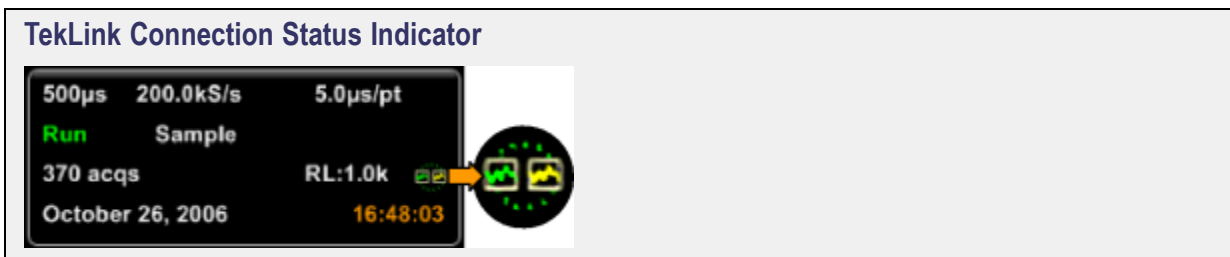 TekLink Connection Status Indicator
500µs 200.0kS/s 5.0µs/pt
Run Sample
370 acqs RL:1.0k
October 26, 2006 16:48:03